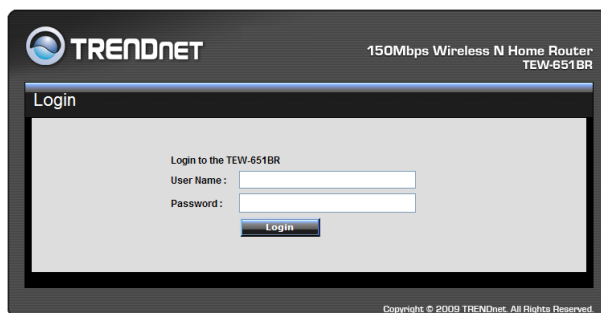 TRENDNET
150Mbps Wireless N Home Router
TEW-651BR
Login
Login to the TEW-651BR
User Name :
Password :
Login
Copyright © 2009 TRENDnet. All Rights Reserved.